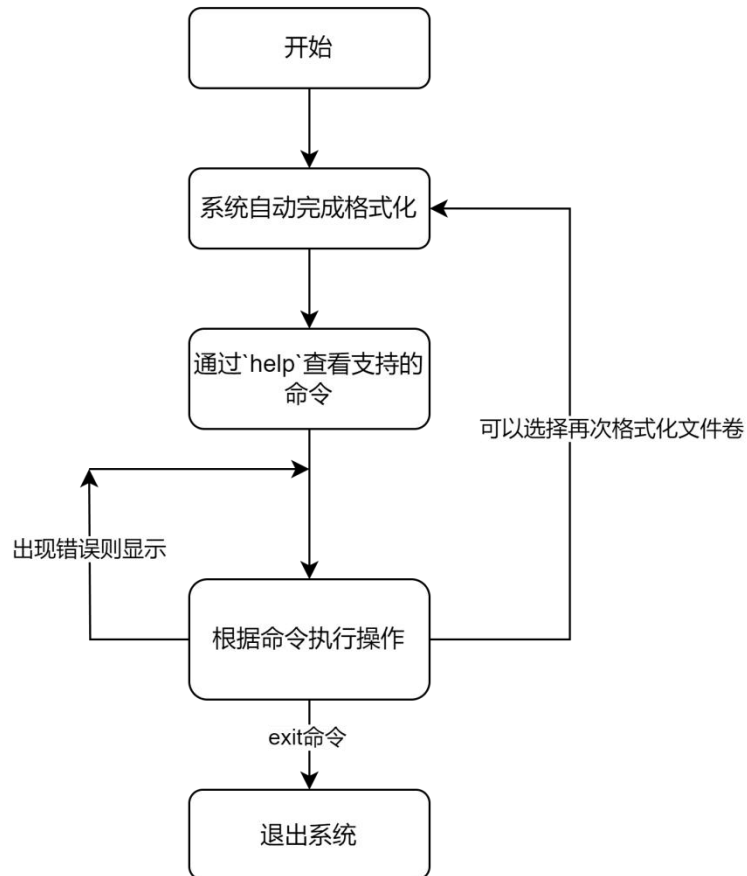 开始
系统自动完成格式化
通过`help`查看支持的
命令
可以选择再次格式化文件卷
出现错误则显示
根据命令执行操作
exit命令
退出系统